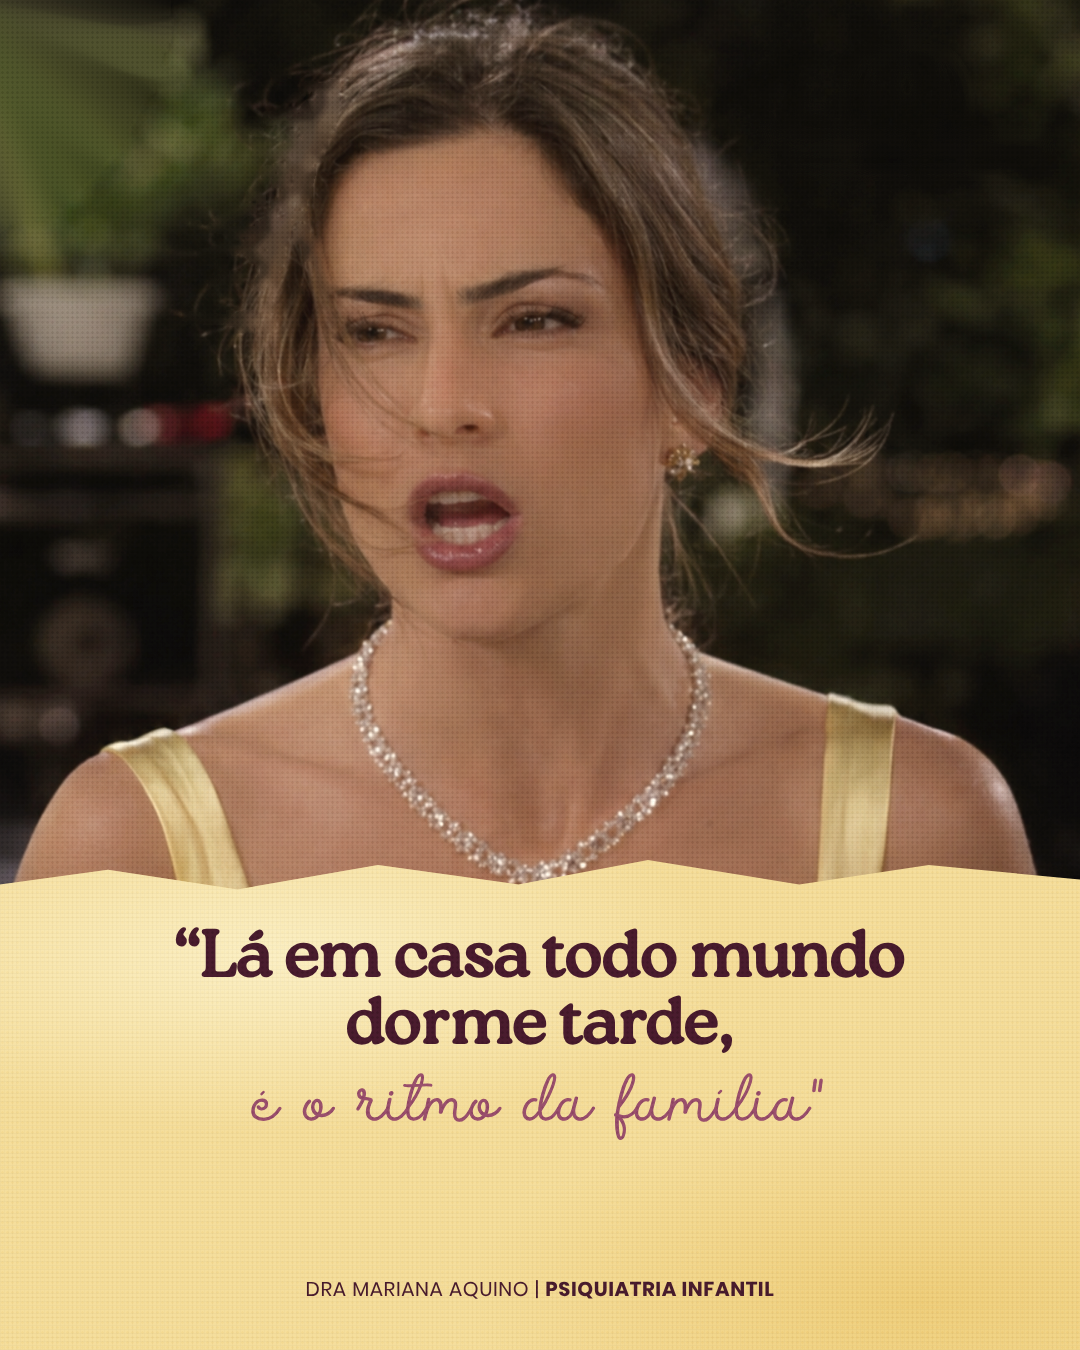 “Lá em casa todo mundo
dorme tarde,
é o ritmo da família"
DRA MARIANA AQUINO | PSIQUIATRIA INFANTIL